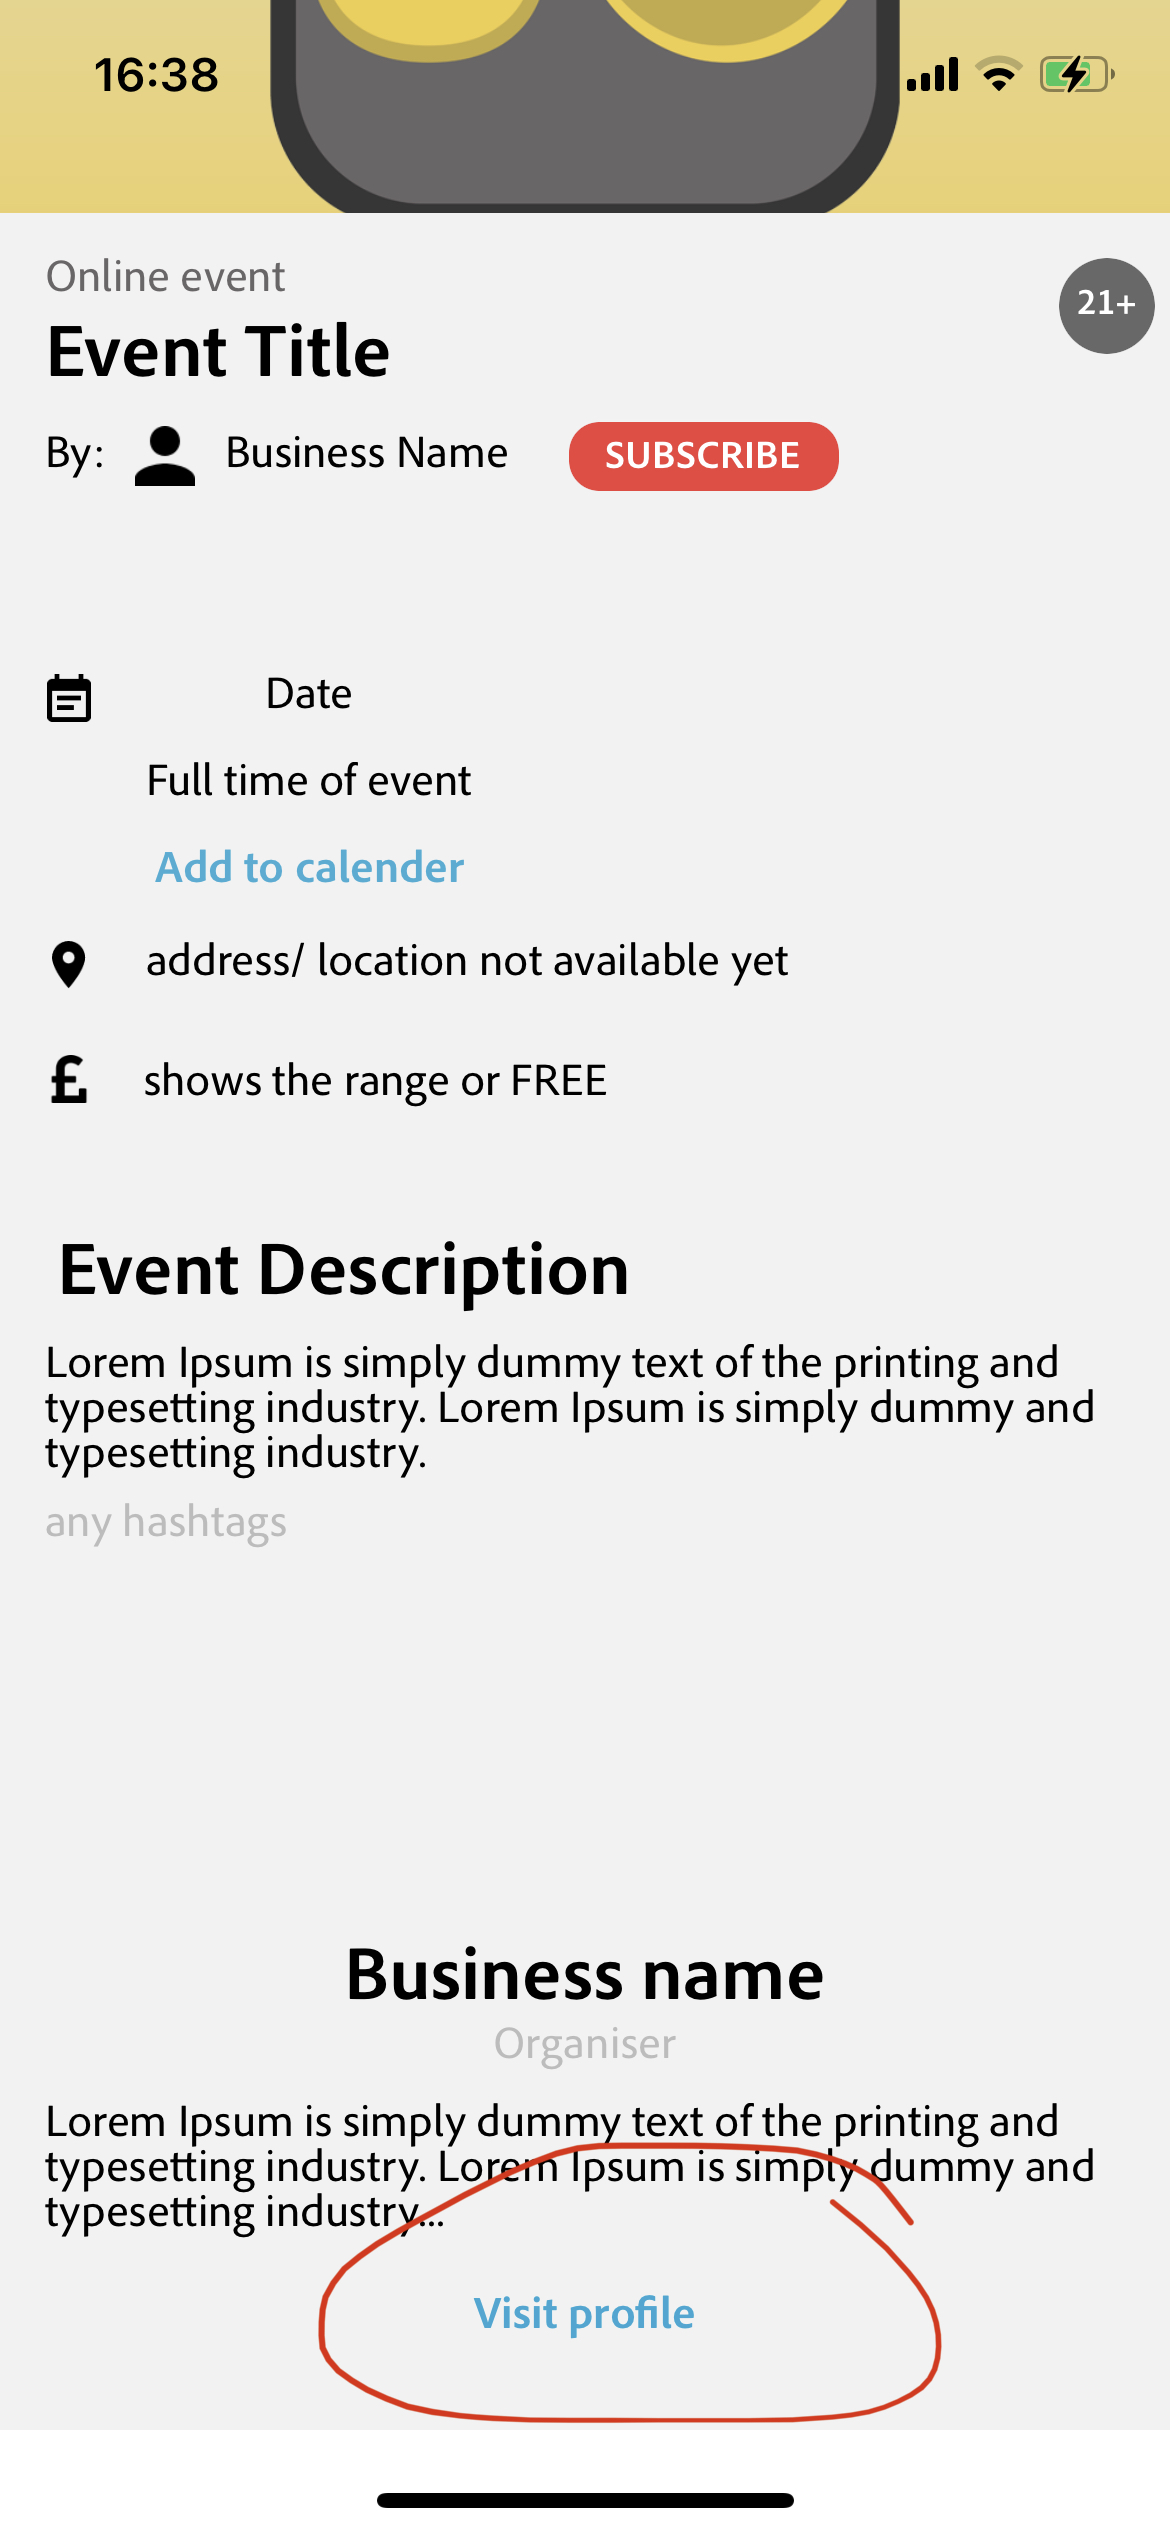 16:38
Online event
21+
Event Title
By: Business Name SUBSCRIBE
Date
Full time of event
Add to calender
address/ location not available yet
£ shows the range or FREE
Event Description
Lorem Ipsum is simply dummy text of the printing and
typesetting industry. Lorem Ipsum is simply dummy and
typesetting industry.
any hashtags
Business name
Organiser
Lorem Ipsum is simply dummy text of the printing and
typesetting industry. Lorem Ipsum is simply dummy and
typesetting industry...
Visit profile